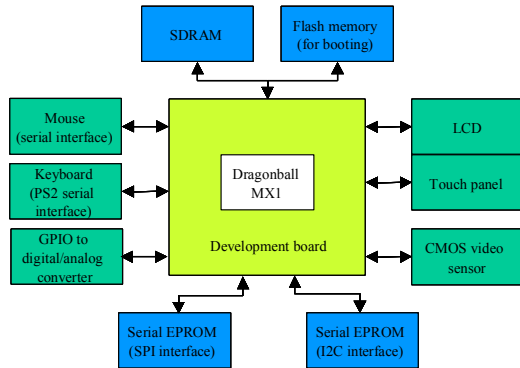 SDRAM
Flash memory
(for booting)
Mouse
(serial interface)
Keyboard
(PS2 serial
interface)
GPIO to
digital/analog
converter
Dragonball
MX1
Development board
LCD
Touch panel
CMOS video
sensor
Serial EPROM
(SPI interface)
Serial EPROM
(I2C interface)